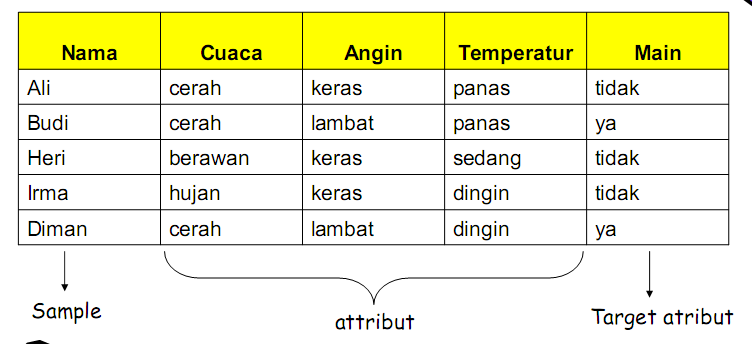 Nama Cuaca Angin Temperatur Main
Ali cerah keras panas tidak
Budi cerah lambat panas ya
Heri berawan keras sedang tidak
Irma hujan keras dingin tidak
Diman cerah lambat dingin ya
Sample attribut Target atribut